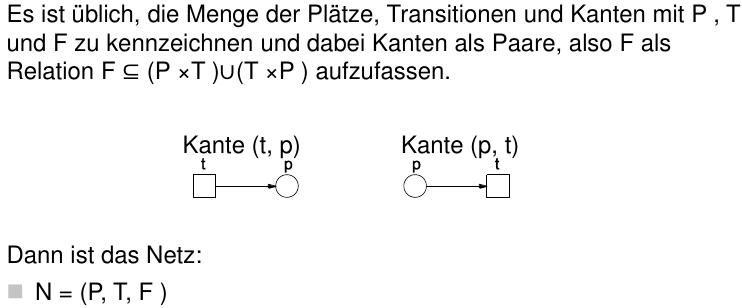 Es ist üblich, die Menge der Plätze, Transitionen und Kanten mit P , T
und F zu kennzeichnen und dabei Kanten als Paare, also F als
Relation F ⊆ (P ×T )∪(T ×P ) aufzufassen.
Kante (t, p) Kante (p, t)
t p p t
Dann ist das Netz:
N = (P, T, F )